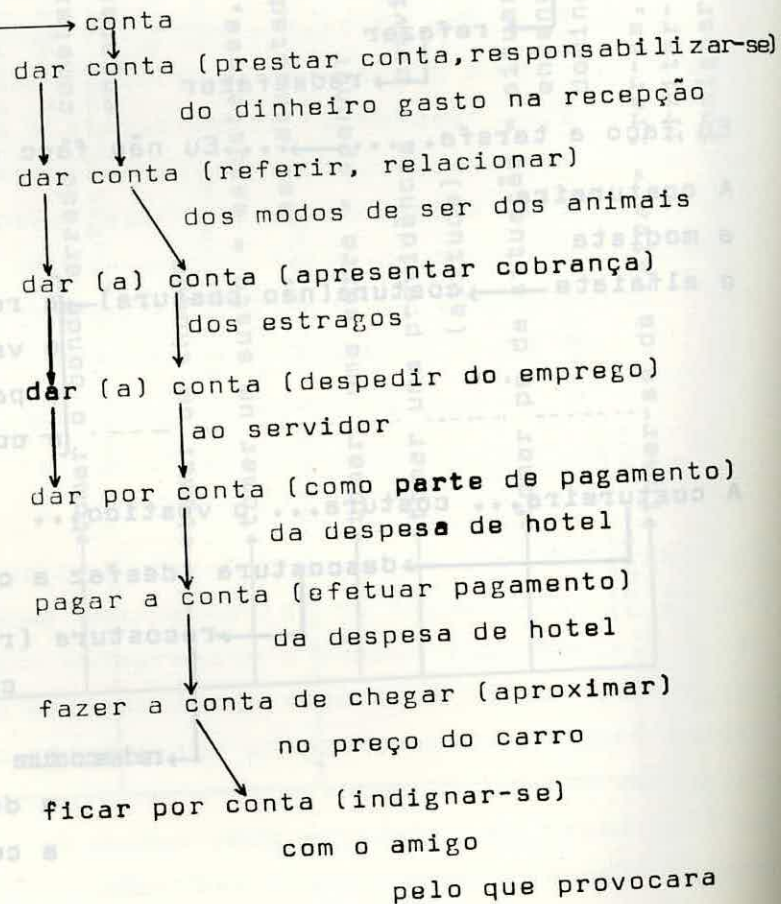 conta
dar conta (prestar conta,responsabilizar-se)
do dinheiro gasto na recepção
dar conta (referir, relacionar)
dos modos de ser dos animais
dar (a) conta (apresentar cobrança)
dos estragos
dar (a) conta (despedir do emprego)
ao servidor
dar por conta (como parte de pagamento)
da despesa de hotel
pagar a conta (efetuar pagamento)
da despesa de hotel
fazer a conta de chegar (aproximar)
no preço do carro
ficar por conta (indignar-se)
com o amigo
pelo que provocara